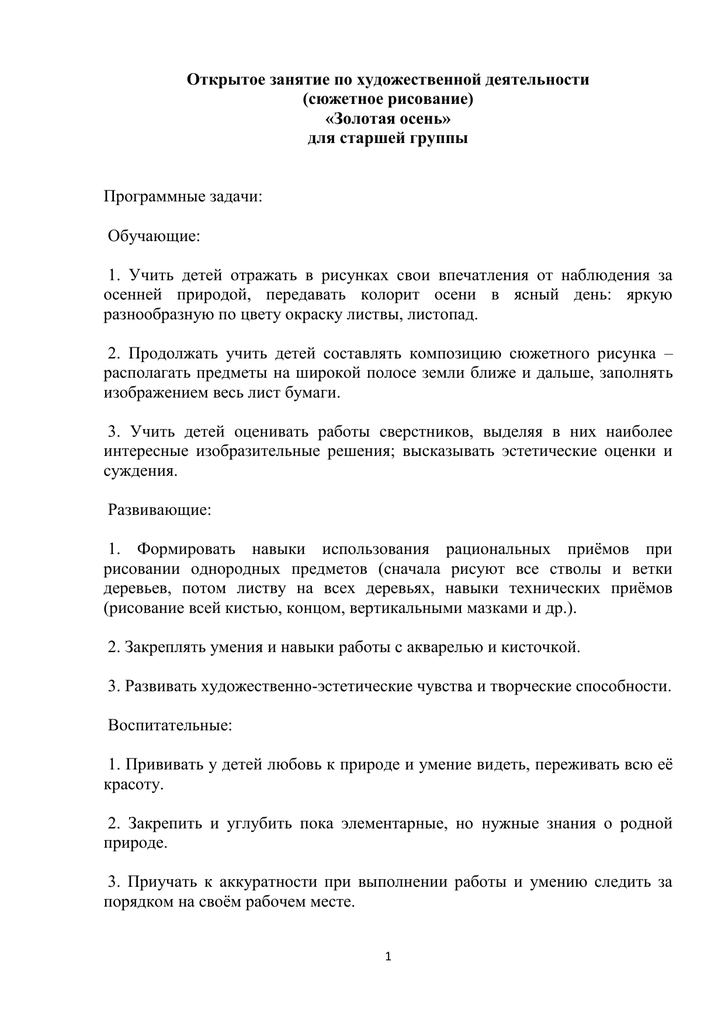 Открытое занятие по художественной деятельности
(сюжетное рисование)
«Золотая осень»
для старшей группы
Программные задачи:
Обучающие:
1. Учить детей отражать в рисунках свои впечатления от наблюдения за
осенней природой, передавать колорит осени в ясный день: яркую
разнообразную по цвету окраску листвы, листопад.
2. Продолжать учить детей составлять композицию сюжетного рисунка –
располагать предметы на широкой полосе земли ближе и дальше, заполнять
изображением весь лист бумаги.
3. Учить детей оценивать работы сверстников, выделяя в них наиболее
интересные изобразительные решения; высказывать эстетические оценки и
суждения.
Развивающие:
1. Формировать навыки использования рациональных приёмов при
рисовании однородных предметов (сначала рисуют все стволы и ветки
деревьев, потом листву на всех деревьях, навыки технических приёмов
(рисование всей кистью, концом, вертикальными мазками и др.).
2. Закреплять умения и навыки работы с акварелью и кисточкой.
3. Развивать художественно-эстетические чувства и творческие способности.
Воспитательные:
1. Прививать у детей любовь к природе и умение видеть, переживать всю её
красоту.
2. Закрепить и углубить пока элементарные, но нужные знания о родной
природе.
3. Приучать к аккуратности при выполнении работы и умению следить за
порядком на своём рабочем месте.
1